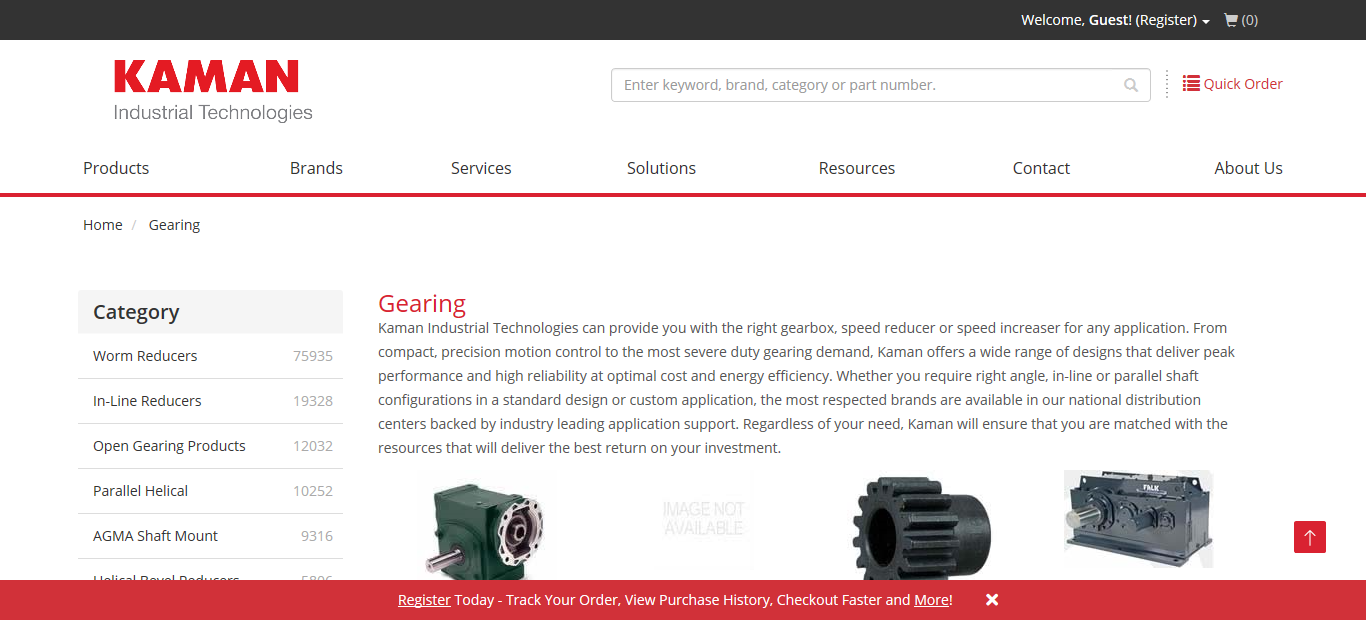 Welcome, Guest! (Register) (0)
KAMAN
Industrial Technologies
Enter keyword, brand, category or part number.
Quick Order
Products Brands Services Solutions Resources Contact About Us
Home / Gearing
Category
Worm Reducers 75935
In-Line Reducers 19328
Open Gearing Products 12032
Parallel Helical 10252
AGMA Shaft Mount 9316
Helical Bevel Reducers 5806
Gearing
Kaman Industrial Technologies can provide you with the right gearbox, speed reducer or speed increaser for any application. From
compact, precision motion control to the most severe duty gearing demand, Kaman offers a wide range of designs that deliver peak
performance and high reliability at optimal cost and energy efficiency. Whether you require right angle, in-line or parallel shaft
configurations in a standard design or custom application, the most respected brands are available in our national distribution
centers backed by industry leading application support. Regardless of your need, Kaman will ensure that you are matched with the
resources that will deliver the best return on your investment.
IMAGE NOT
AVAILABLE
FALK
Register Today - Track Your Order, View Purchase History, Checkout Faster and More!